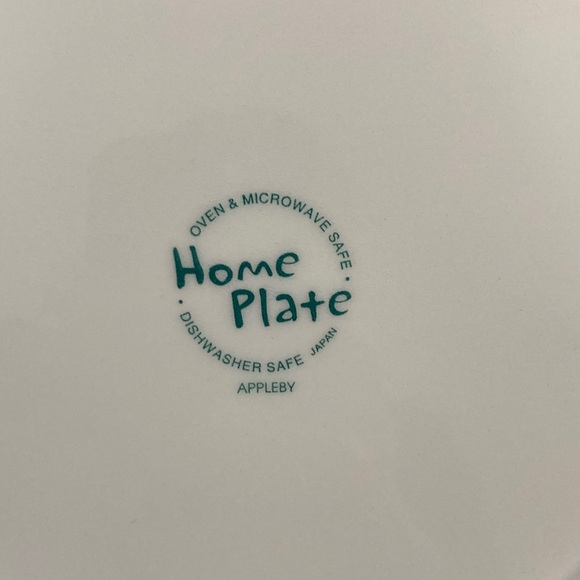 OVEN & MICROWAVE SAFE
Home
Plate
DISHWASHER SAFE JAPAN
APPLEBY